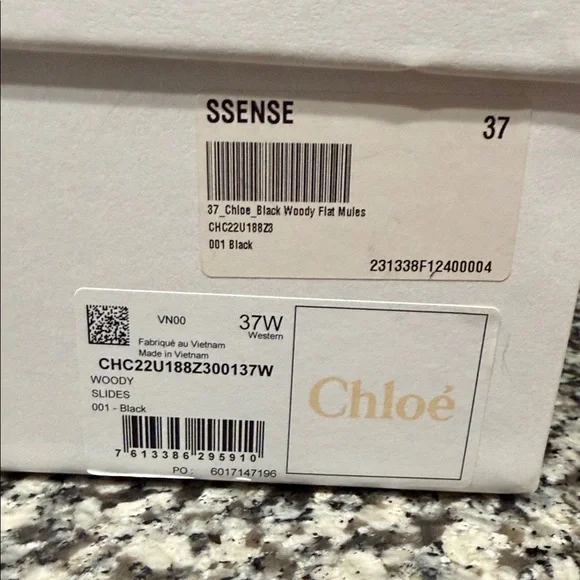 SSENSE
37
37_Chloe_Black Woody Flat Mules
CHC22U188Z3
001 Black
231338F12400004
VN00
37W
Western
Fabriqué au Vietnam
Made in Vietnam
CHC22U188Z300137W
WOODY
SLIDES
001 - Black
7 613386 295910
PO.: 6017147196
Chloé